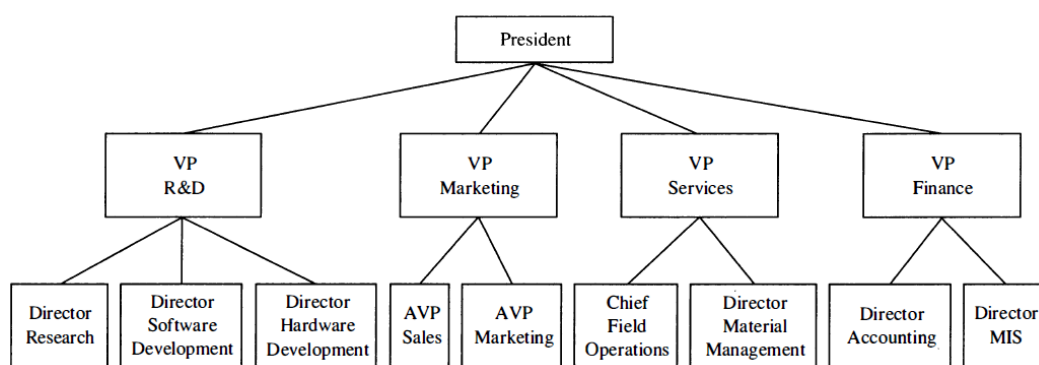 President
VP
R&D
VP
Marketing
VP
Services
VP
Finance
Director
Research
Director
Software
Development
Director
Hardware
Development
AVP
Sales
AVP
Marketing
Chief
Field
Operations
Director
Material
Management
Director
Accounting
Director
MIS